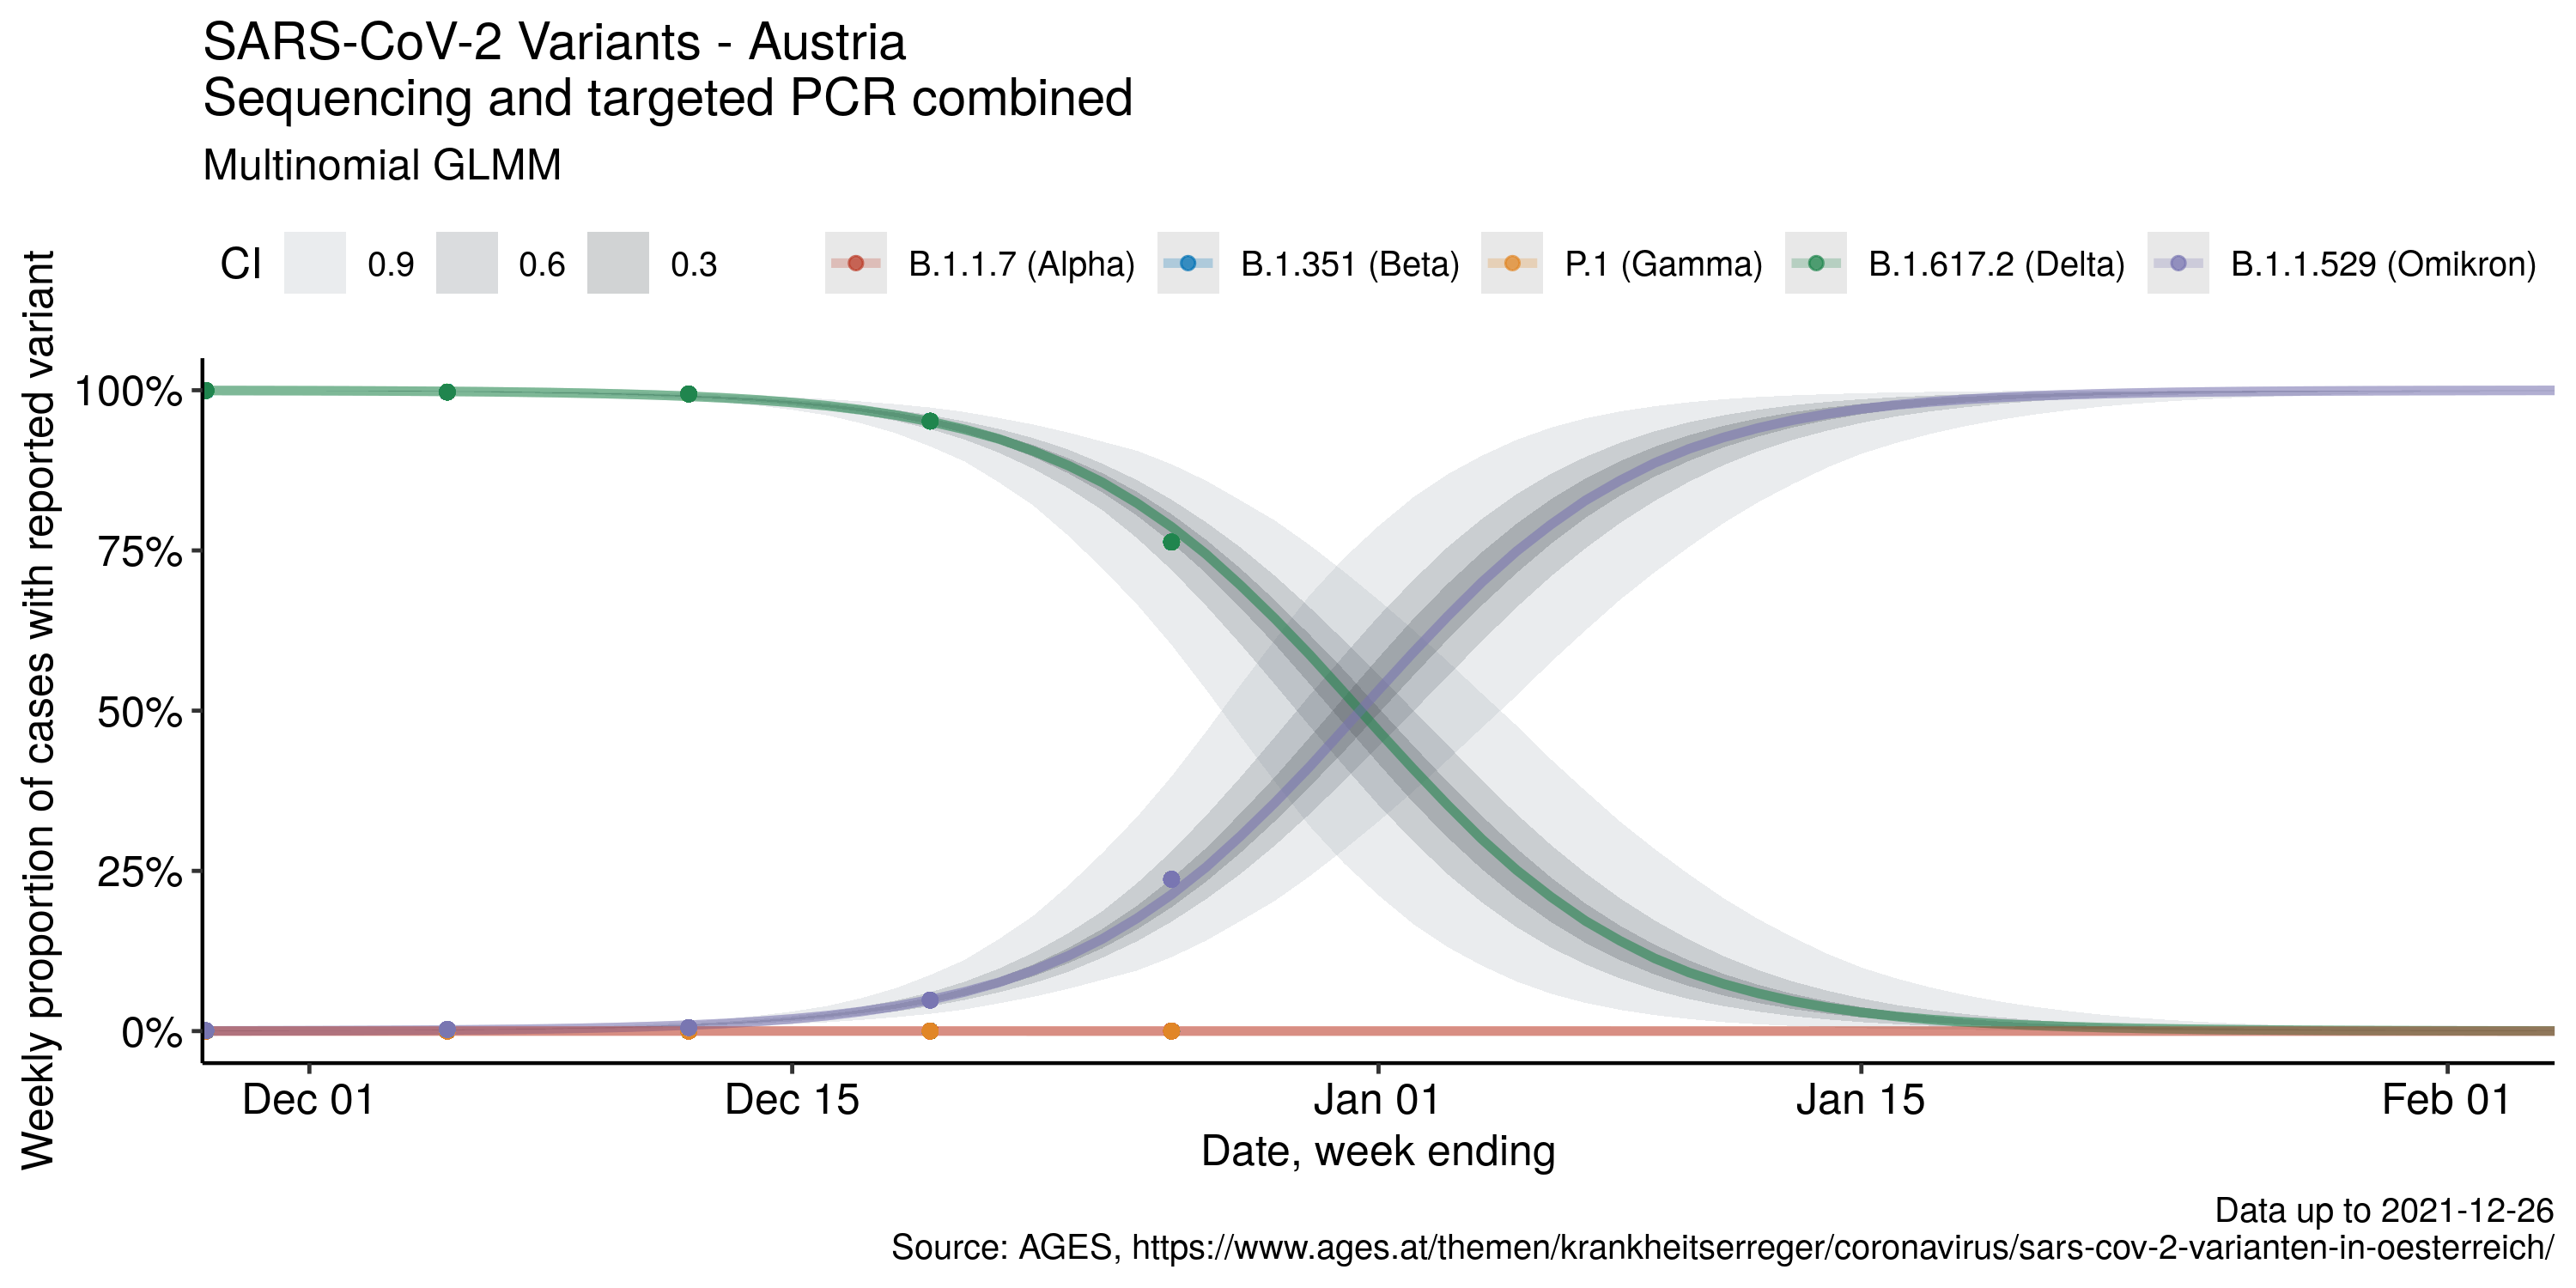 SARS-CoV-2 Variants - Austria
Sequencing and targeted PCR combined
Multinomial GLMM
CI 0.9 0.6 0.3 B.1.1.7 (Alpha) B.1.351 (Beta) P.1 (Gamma) B.1.617.2 (Delta) B.1.1.529 (Omikron)
Weekly proportion of cases with reported variant
100%
75%
50%
25%
0%
Dec 01 Dec 15 Jan 01 Jan 15 Feb 01
Date, week ending
Data up to 2021-12-26
Source: AGES, https://www.ages.at/themen/krankheitserreger/coronavirus/sars-cov-2-varianten-in-oesterreich/